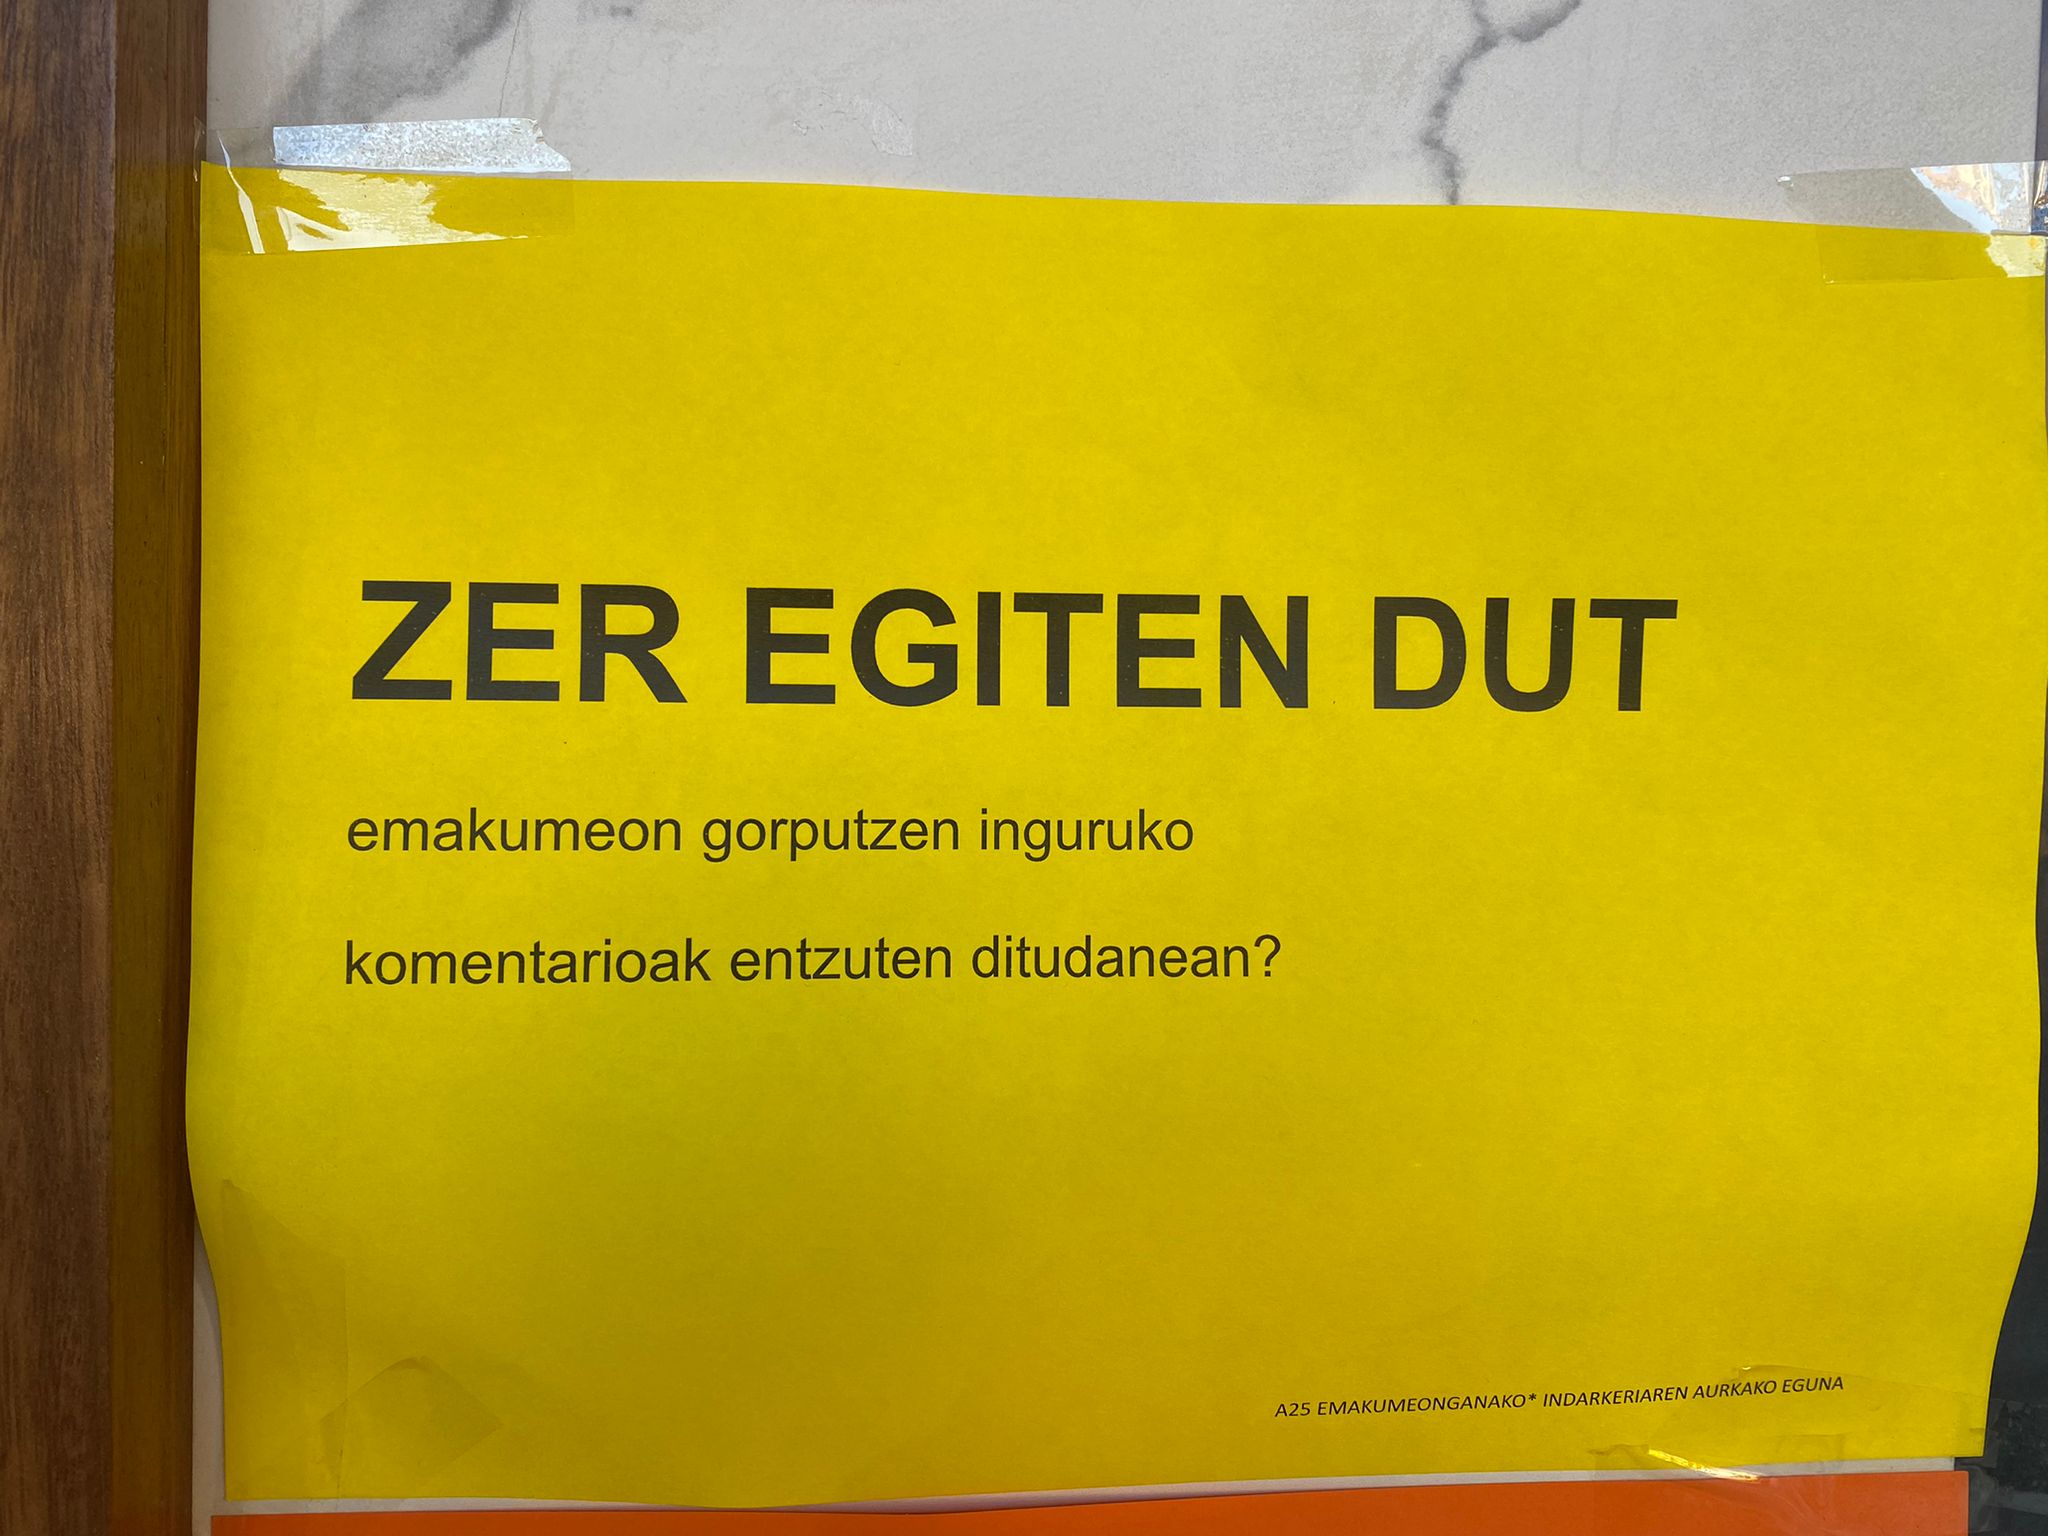 ZER EGITEN DUT
emakumeon gorputzen inguruko
komentarioak entzuten ditudanean?
A25 EMAKUMEONGANAKO* INDARKERIAREN AURKAKO EGUNA